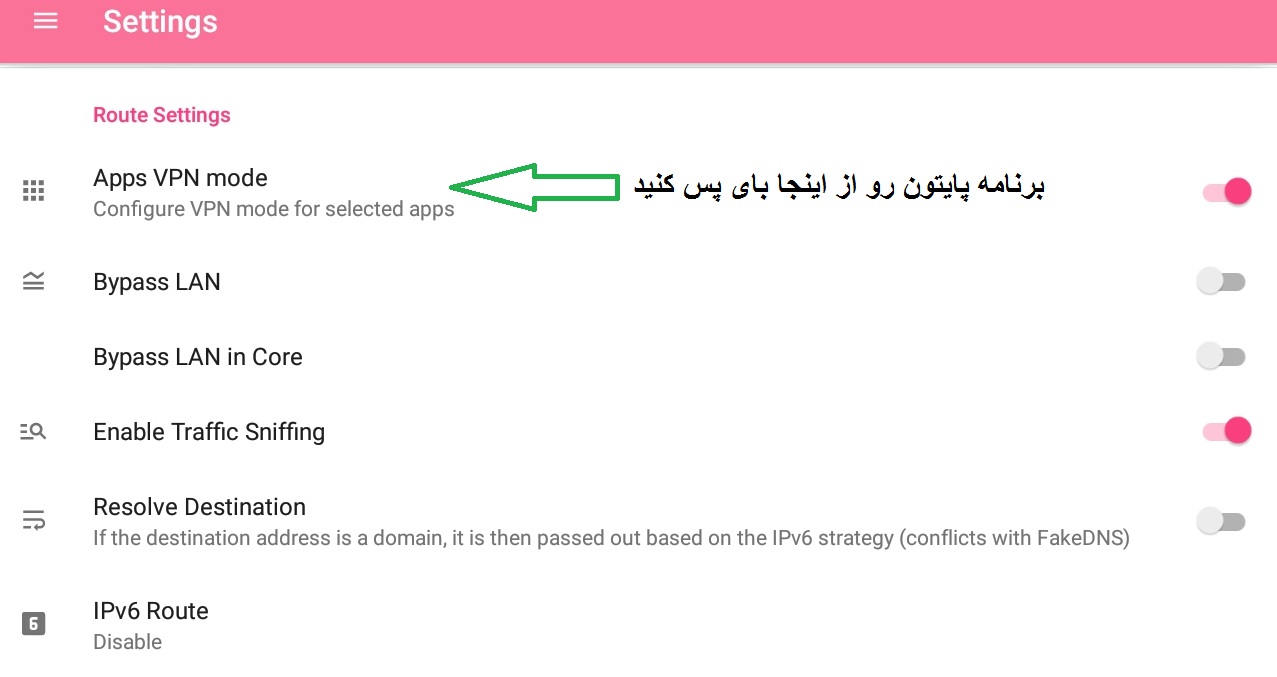 Settings
Route Settings
Apps VPN mode
Configure VPN mode for selected apps
برنامه پایتون رو از اینجا بای پس کنید
Bypass LAN
Bypass LAN in Core
Enable Traffic Sniffing
Resolve Destination
If the destination address is a domain, it is then passed out based on the IPv6 strategy (conflicts with FakeDNS)
6
IPv6 Route
Disable